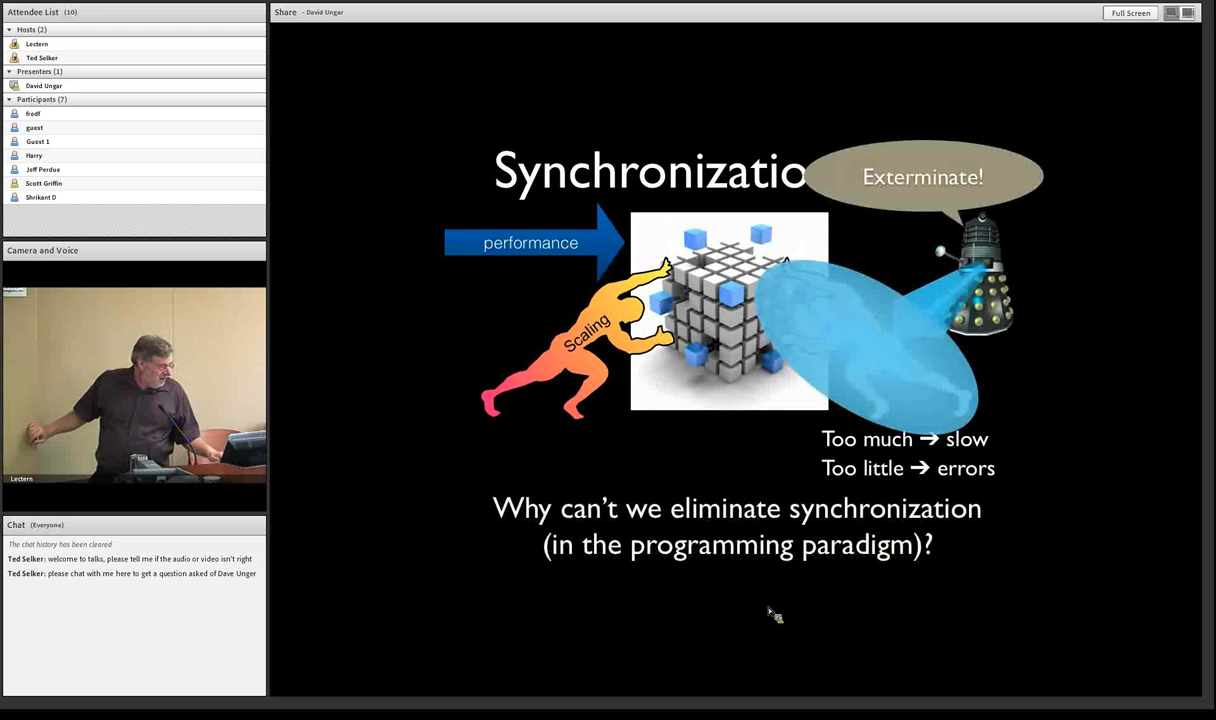 Attendee List (10)
Hosts (2)
Lectern
Ted Selker
Presenters (1)
David Ungar
Participants (7)
fredf
guest
Guest 1
Harry
Jeff Perdue
Scott Griffin
Shrikant D
Camera and Voice
Lectern
Chat (Everyone)
The chat history has been cleared
Ted Selker: welcome to talks, please tell me if the audio or video isn't right
Ted Selker: please chat with me here to get a question asked of Dave Unger
Share - David Ungar
Full Screen
Synchronizatio
Exterminate!
performance
Scaling
Too much ➔ slow
Too little ➔ errors
Why can't we eliminate synchronization
(in the programming paradigm)?